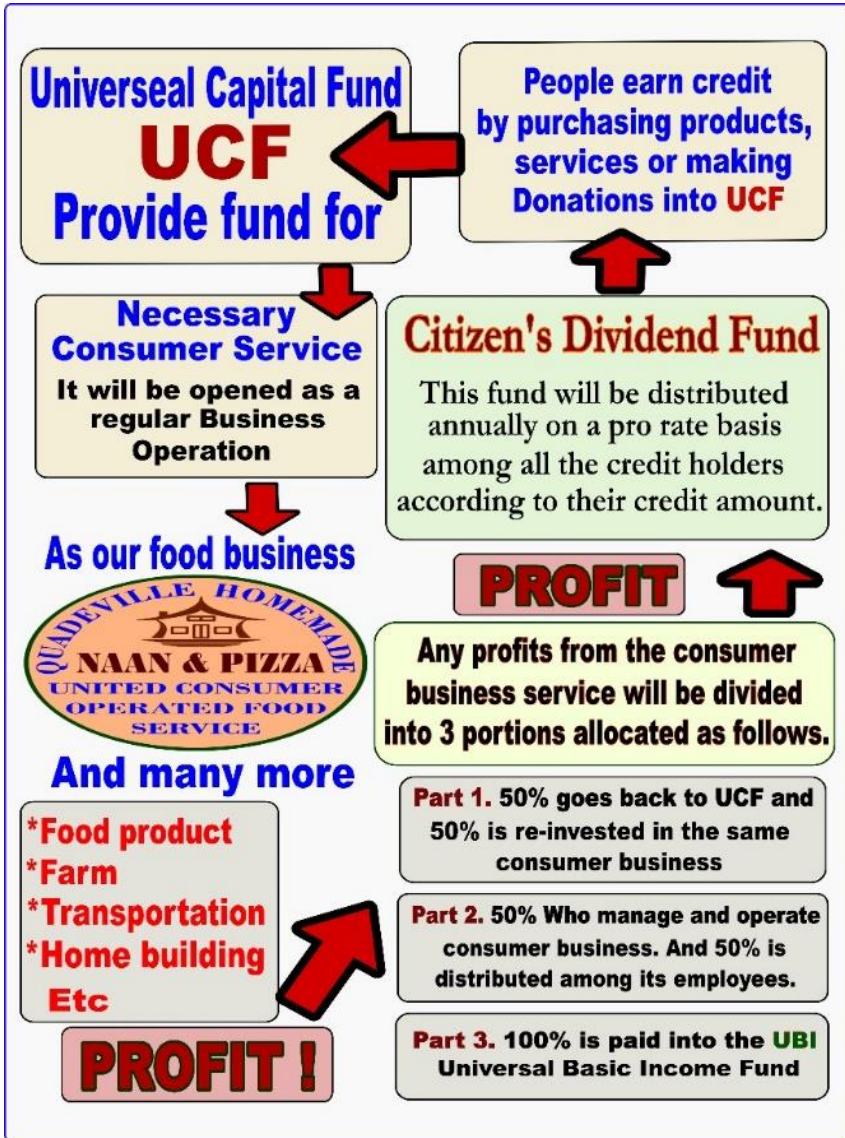 Universeal Capital Fund
UCF
Provide fund for
People earn credit
by purchasing products,
services or making
Donations into UCF
Necessary
Consumer Service
It will be opened as a
regular Business
Operation
Citizen's Dividend Fund
This fund will be distributed
annually on a pro rate basis
among all the credit holders
according to their credit amount.
As our food business
QUADEVILLE HOMEMADE
NAAN & PIZZA
UNITED CONSUMER
OPERATED FOOD
SERVICE
And many more
*Food product
*Farm
*Transportation
*Home building
Etc
PROFIT !
PROFIT
Any profits from the consumer
business service will be divided
into 3 portions allocated as follows.
Part 1. 50% goes back to UCF and
50% is re-invested in the same
consumer business
Part 2. 50% Who manage and operate
consumer business. And 50% is
distributed among its employees.
Part 3. 100% is paid into the UBI
Universal Basic Income Fund